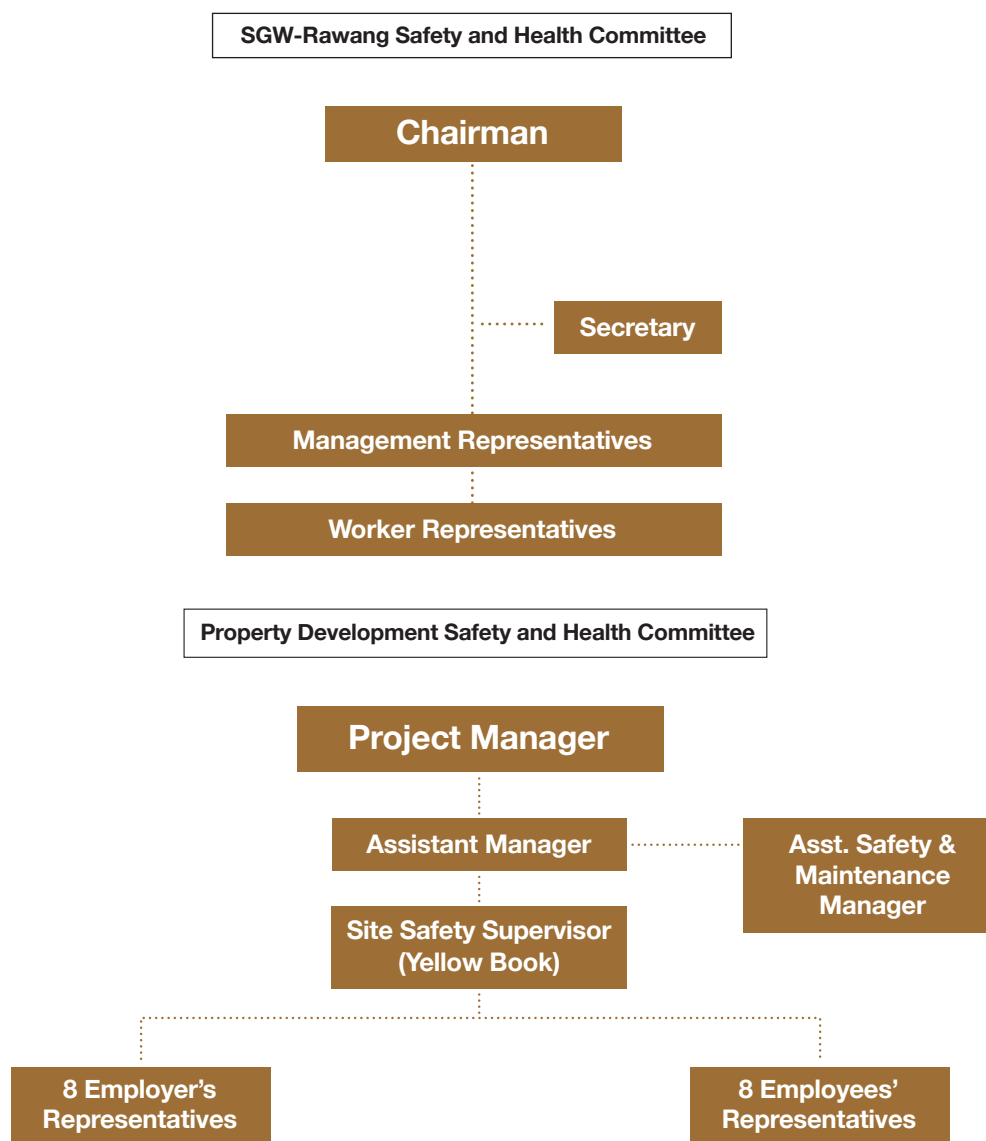 SGW-Rawang Safety and Health Committee
Chairman
Secretary
Management Representatives
Worker Representatives
Property Development Safety and Health Committee
Project Manager
Assistant Manager
Asst. Safety &
Maintenance
Manager
Site Safety Supervisor
(Yellow Book)
8 Employer’s
Representatives
8 Employees’
Representatives